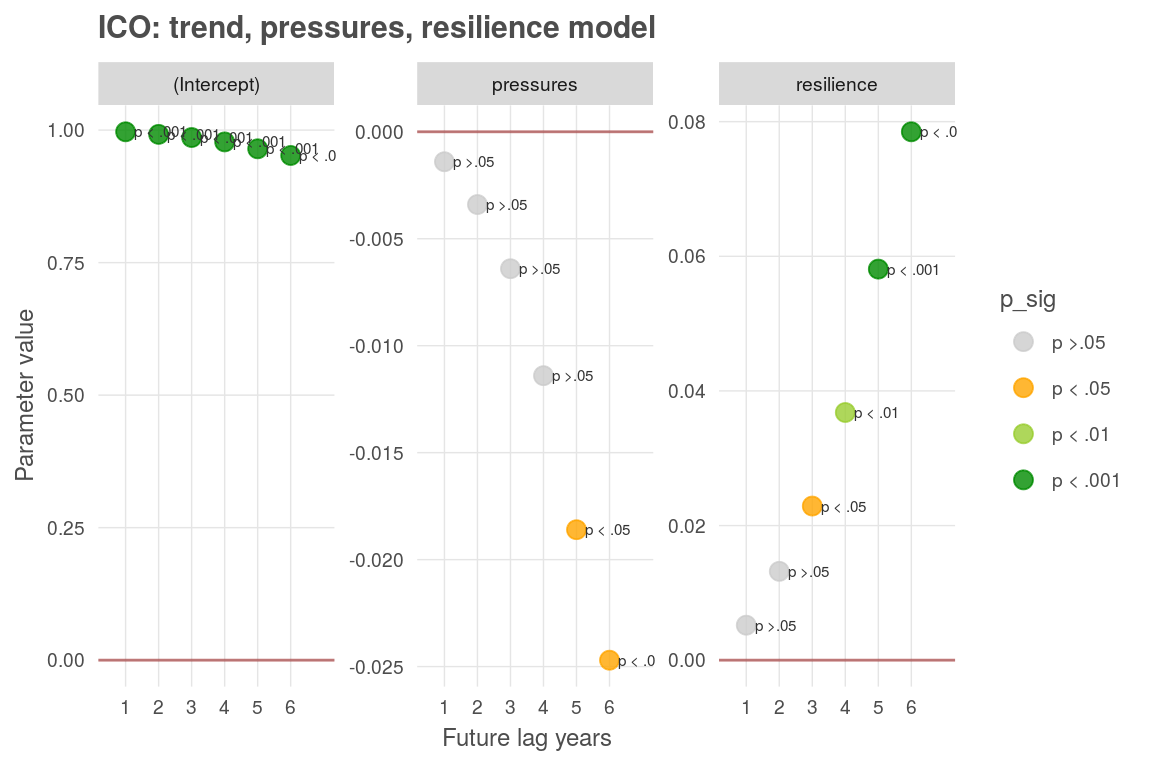 ICO: trend, pressures, resilience model
(Intercept)
pressures
resilience
Parameter value
1.00
0.75
0.50
0.25
0.00
p < .001
p < .001
p < .001
p < .001
p < .001
p < .0
1 2 3 4 5 6
0.000
-0.005
-0.010
-0.015
-0.020
-0.025
p >.05
p >.05
p >.05
p >.05
p < .05
p < .0
1 2 3 4 5 6
0.08
0.06
0.04
0.02
0.00
p < .0
p < .001
p < .01
p < .05
p >.05
p >.05
1 2 3 4 5 6
Future lag years
p_sig
p >.05
p < .05
p < .01
p < .001